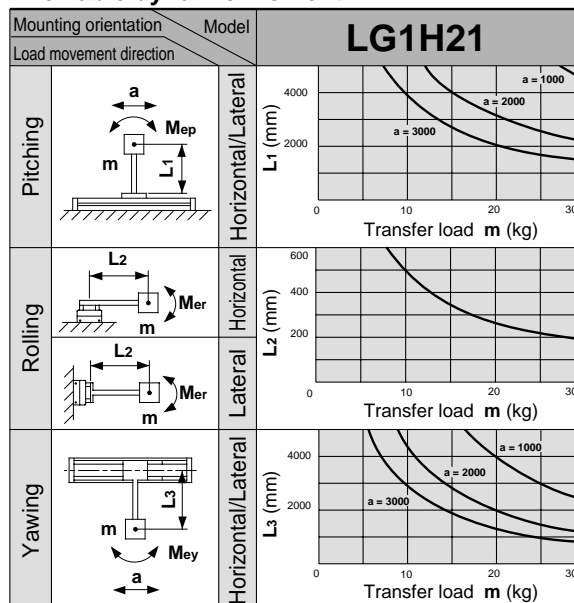 Mounting orientation
Model
Load movement direction
LG1H21
Pitching
a
Mep
m
L1
Horizontal/Lateral
L1 (mm)
4000
2000
a = 1000
a = 2000
a = 3000
0
10
20
30
Transfer load m (kg)
Rolling
L2
Mer
m
Horizontal
L2
Mer
m
Lateral
L2 (mm)
600
400
200
0
10
20
30
Transfer load m (kg)
Yawing
L3
m
Mey
a
Horizontal/Lateral
L3 (mm)
4000
2000
a = 1000
a = 2000
a = 3000
0
10
20
30
Transfer load m (kg)